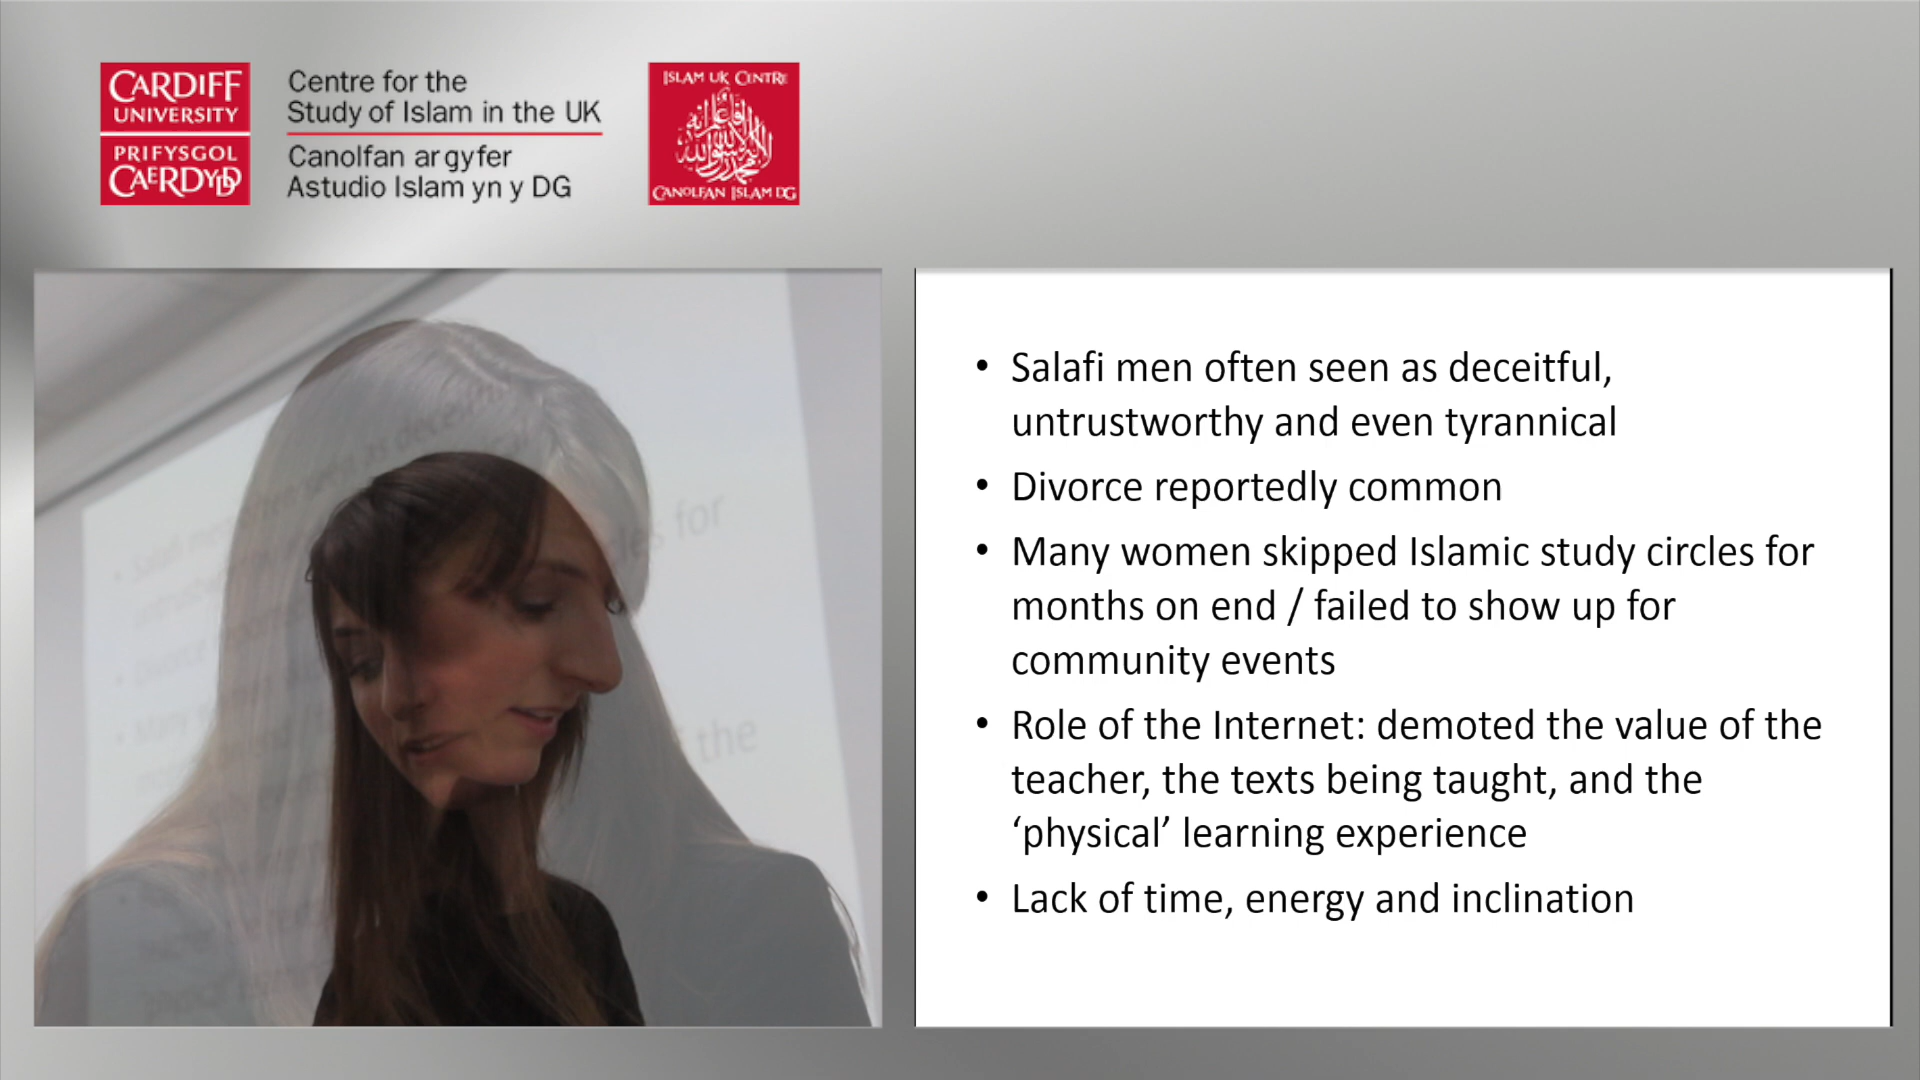 CARDIFF
UNIVERSITY
PRIFYSGOL
CAERDYDD
Centre for the
Study of Islam in the UK
Canolfan ar gyfer
Astudio Islam yn y DG
ISLAM UK CENTRE
CANOLFAN ISLAM DG
for
the
• Salafi men often seen as deceitful,
untrustworthy and even tyrannical
• Divorce reportedly common
• Many women skipped Islamic study circles for
months on end / failed to show up for
community events
• Role of the Internet: demoted the value of the
teacher, the texts being taught, and the
‘physical’ learning experience
• Lack of time, energy and inclination